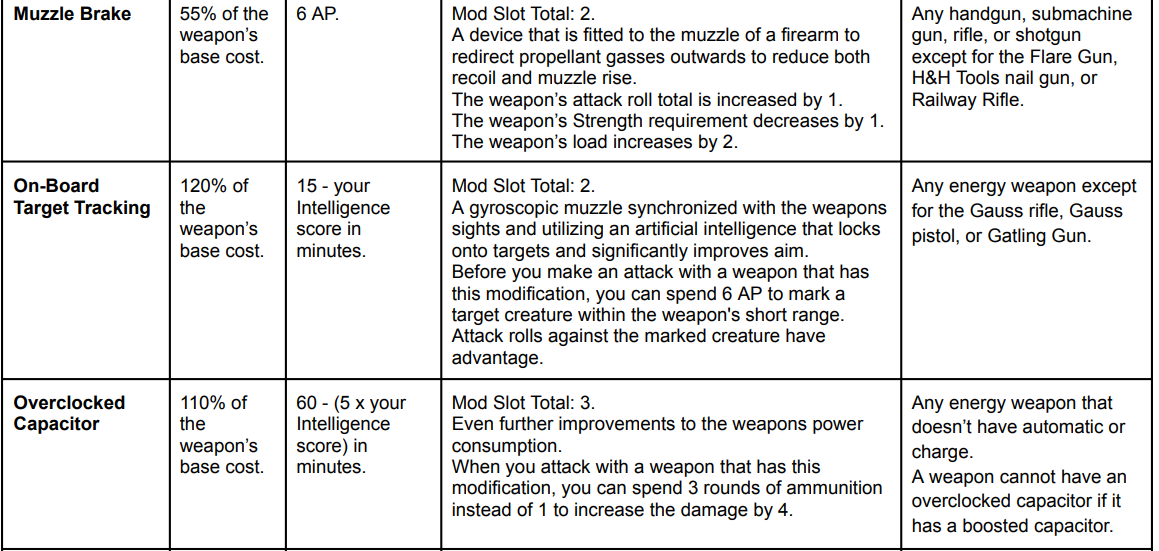 Muzzle Brake
55% of the
weapon's
base cost.
6 AP.
Mod Slot Total: 2.
A device that is fitted to the muzzle of a firearm to
redirect propellant gasses outwards to reduce both
recoil and muzzle rise.
The weapon's attack roll total is increased by 1.
The weapon's Strength requirement decreases by 1.
The weapon's load increases by 2.
Any handgun, submachine
gun, rifle, or shotgun
except for the Flare Gun,
H&H Tools nail gun, or
Railway Rifle.
On-Board
Target Tracking
120% of
the
weapon's
base cost.
15 - your
Intelligence
score in
minutes.
Mod Slot Total: 2.
A gyroscopic muzzle synchronized with the weapons
sights and utilizing an artificial intelligence that locks
onto targets and significantly improves aim.
Before you make an attack with a weapon that has
this modification, you can spend 6 AP to mark a
target creature within the weapon's short range.
Attack rolls against the marked creature have
advantage.
Any energy weapon except
for the Gauss rifle, Gauss
pistol, or Gatling Gun.
Overclocked
Capacitor
110% of
the
weapon's
base cost.
60 - (5 x your
Intelligence
score) in
minutes.
Mod Slot Total: 3.
Even further improvements to the weapons power
consumption.
When you attack with a weapon that has this
modification, you can spend 3 rounds of ammunition
instead of 1 to increase the damage by 4.
Any energy weapon that
doesn't have automatic or
charge.
A weapon cannot have an
overclocked capacitor if it
has a boosted capacitor.